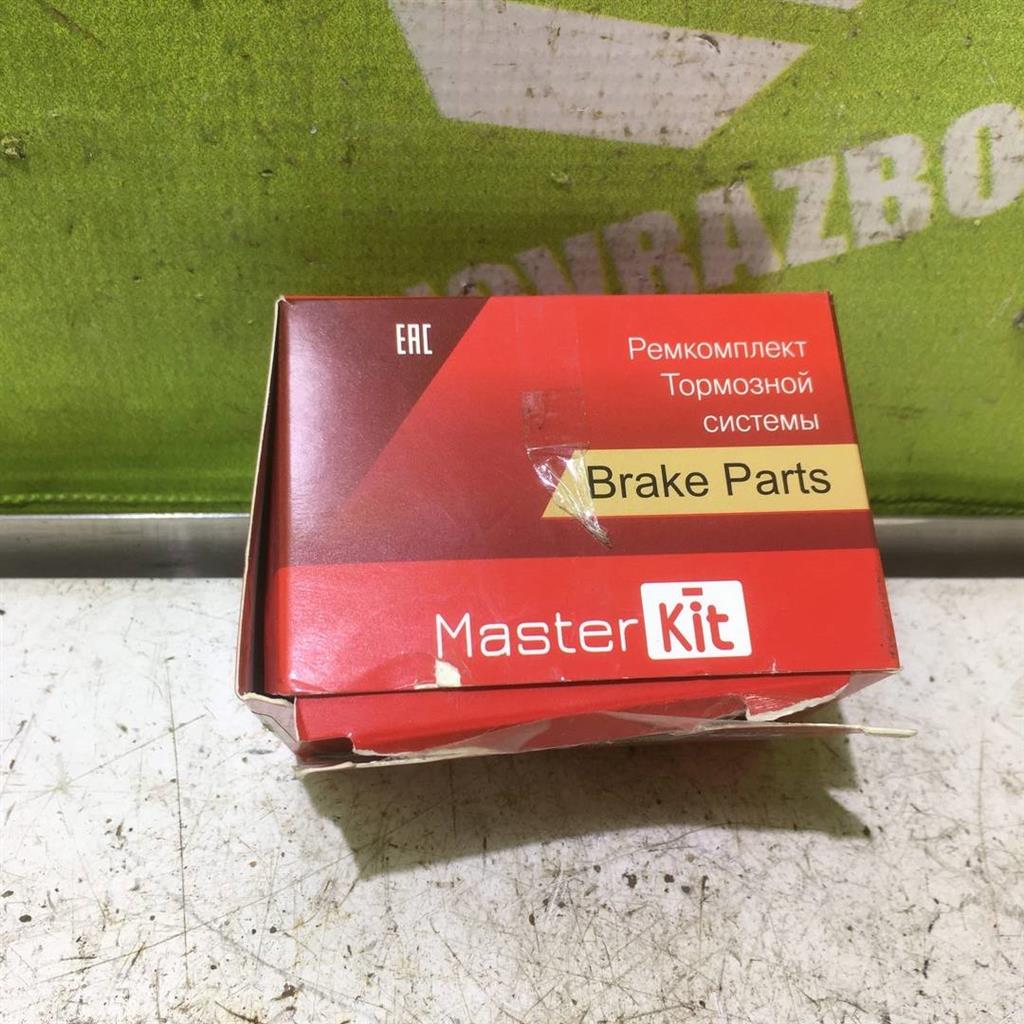 EAC
Ремкомплект
Тормозной
системы
Brake Parts
Master Kit